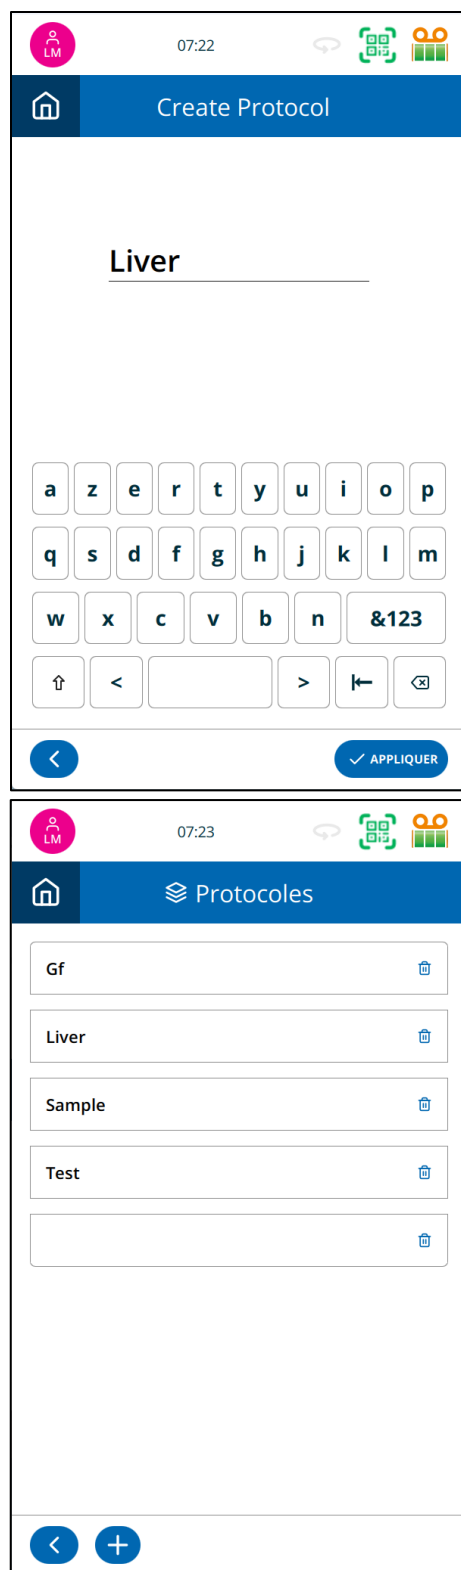 LM 07:22
Create Protocol
Liver
a z e r t y u i o p
q s d f g h j k l m
w x c v b n &123
< >
APPLIQUER
LM 07:23
Protocoles
Gf
Liver
Sample
Test